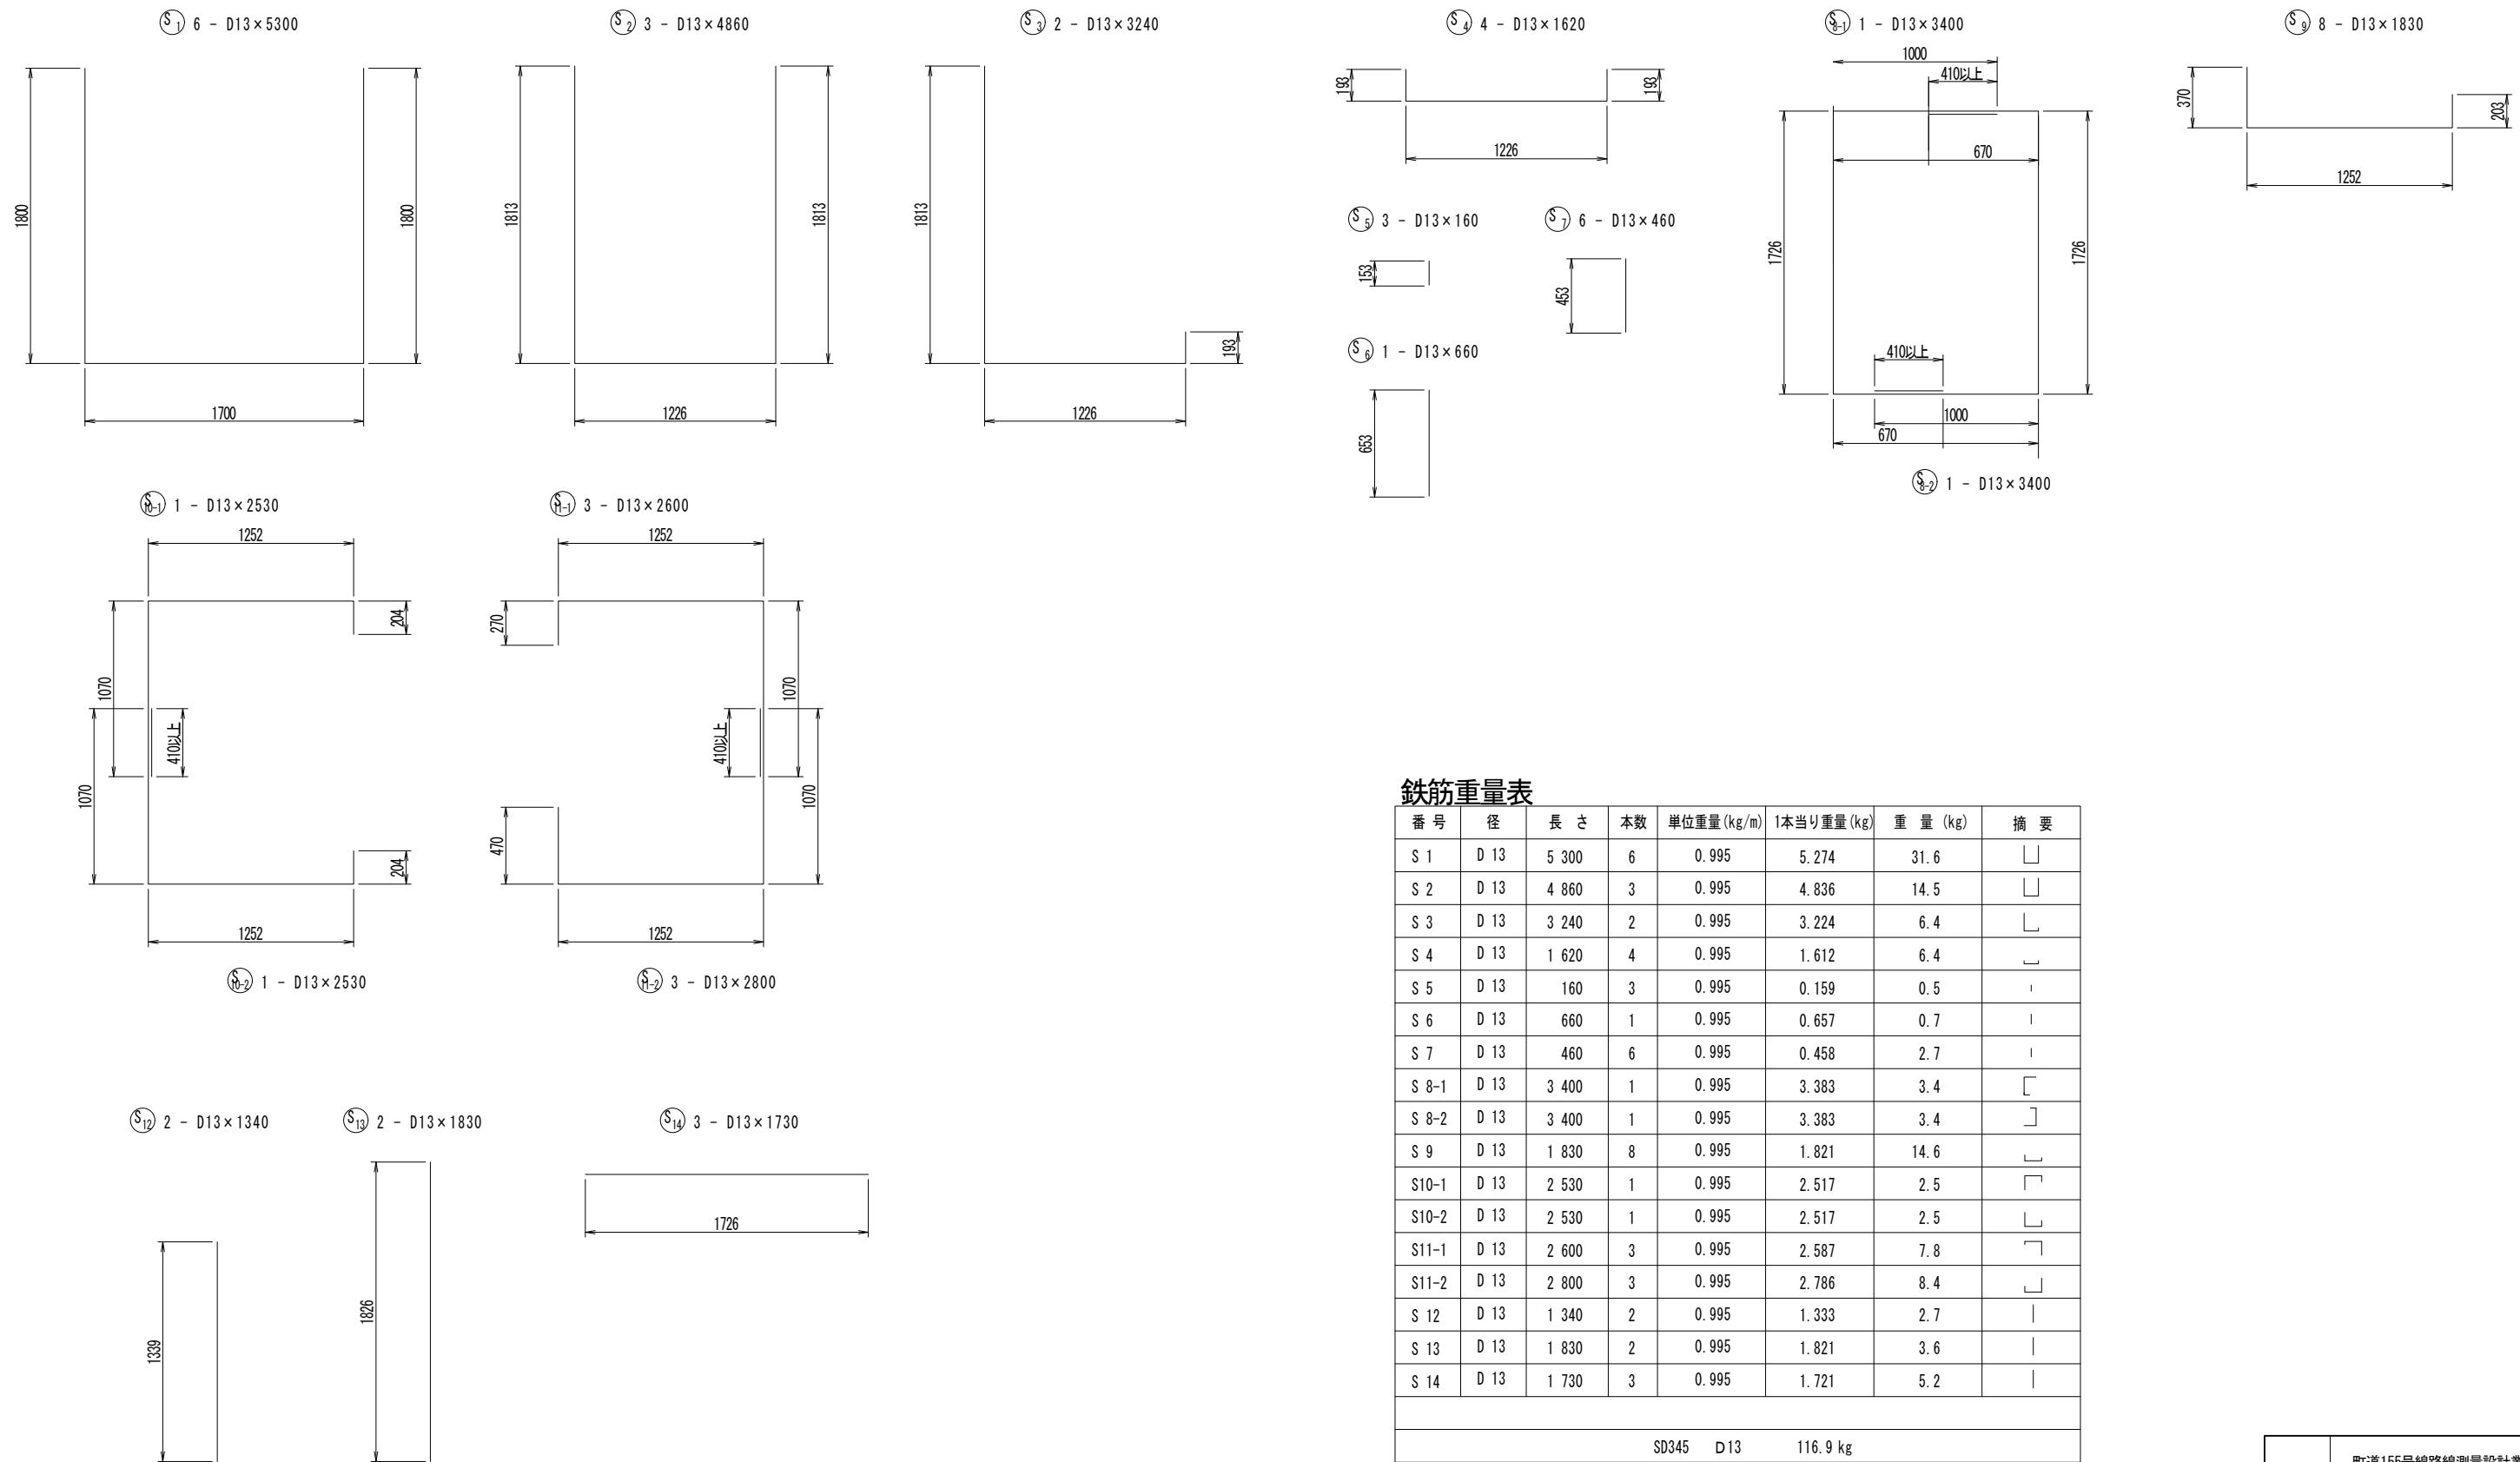 S1 6 - D13×5300
S2 3 - D13×4860
S3 2 - D13×3240
S4 4 - D13×1620
S8-1 1 - D13×3400
S9 8 - D13×1830
1800
1800
1700
1813
1813
1226
1813
193
1226
193
193
1226
1000
410以上
670
1726
1726
410以上
1000
670
370
203
1252
S5 3 - D13×160
153
S7 6 - D13×460
453
S6 1 - D13×660
653
S8-2 1 - D13×3400
S10-1 1 - D13×2530
1252
204
1070
410以上
1070
204
1252
S10-2 1 - D13×2530
S11-1 3 - D13×2600
1252
270
1070
410以上
1070
470
1252
S11-2 3 - D13×2800
S12 2 - D13×1340
1339
S13 2 - D13×1830
1826
S14 3 - D13×1730
1726
鉄筋重量表
番号 径 長さ 本数 単位重量(kg/m) 1本当り重量(kg) 重量(kg) 摘要
S 1 D 13 5 300 6 0.995 5.274 31.6
S 2 D 13 4 860 3 0.995 4.836 14.5
S 3 D 13 3 240 2 0.995 3.224 6.4
S 4 D 13 1 620 4 0.995 1.612 6.4
S 5 D 13 160 3 0.995 0.159 0.5
S 6 D 13 660 1 0.995 0.657 0.7
S 7 D 13 460 6 0.995 0.458 2.7
S 8-1 D 13 3 400 1 0.995 3.383 3.4
S 8-2 D 13 3 400 1 0.995 3.383 3.4
S 9 D 13 1 830 8 0.995 1.821 14.6
S10-1 D 13 2 530 1 0.995 2.517 2.5
S10-2 D 13 2 530 1 0.995 2.517 2.5
S11-1 D 13 2 600 3 0.995 2.587 7.8
S11-2 D 13 2 800 3 0.995 2.786 8.4
S 12 D 13 1 340 2 0.995 1.333 2.7
S 13 D 13 1 830 2 0.995 1.821 3.6
S 14 D 13 1 730 3 0.995 1.721 5.2
SD345 D13 116.9 kg
町道155号線路線測量設計